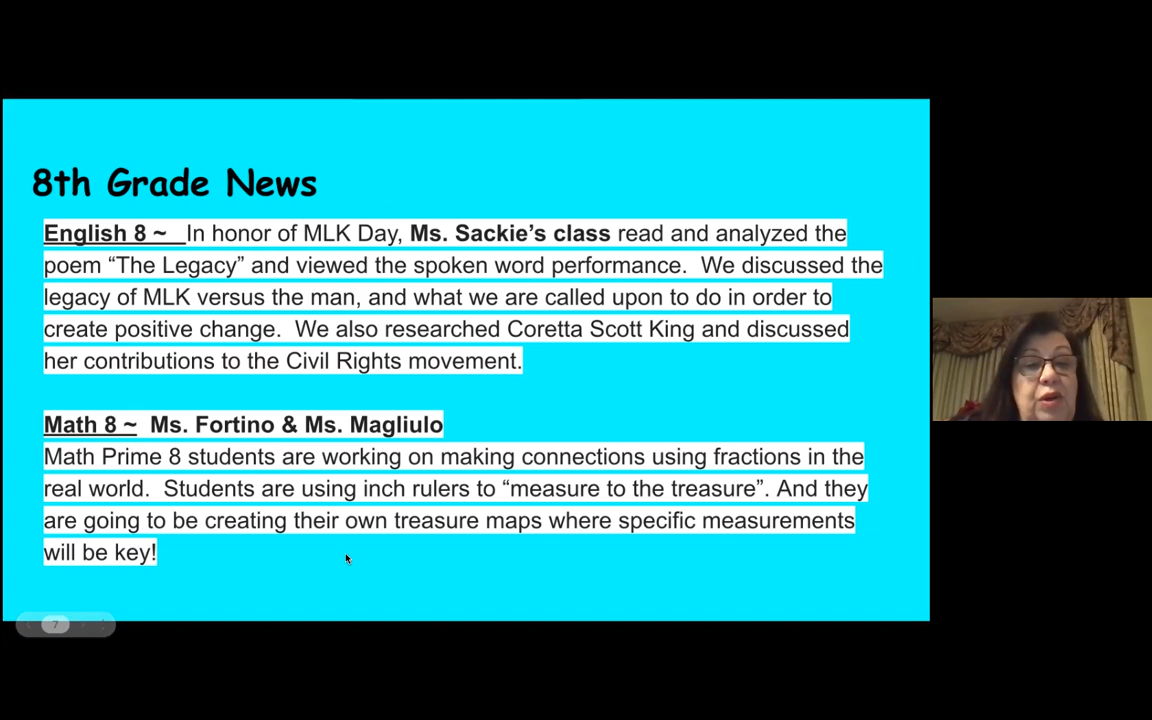 8th Grade News
English 8 ~ In honor of MLK Day, Ms. Sackie’s class read and analyzed the
poem “The Legacy” and viewed the spoken word performance. We discussed the
legacy of MLK versus the man, and what we are called upon to do in order to
create positive change. We also researched Coretta Scott King and discussed
her contributions to the Civil Rights movement.
Math 8 ~ Ms. Fortino & Ms. Magliulo
Math Prime 8 students are working on making connections using fractions in the
real world. Students are using inch rulers to “measure to the treasure”. And they
are going to be creating their own treasure maps where specific measurements
will be key!
7